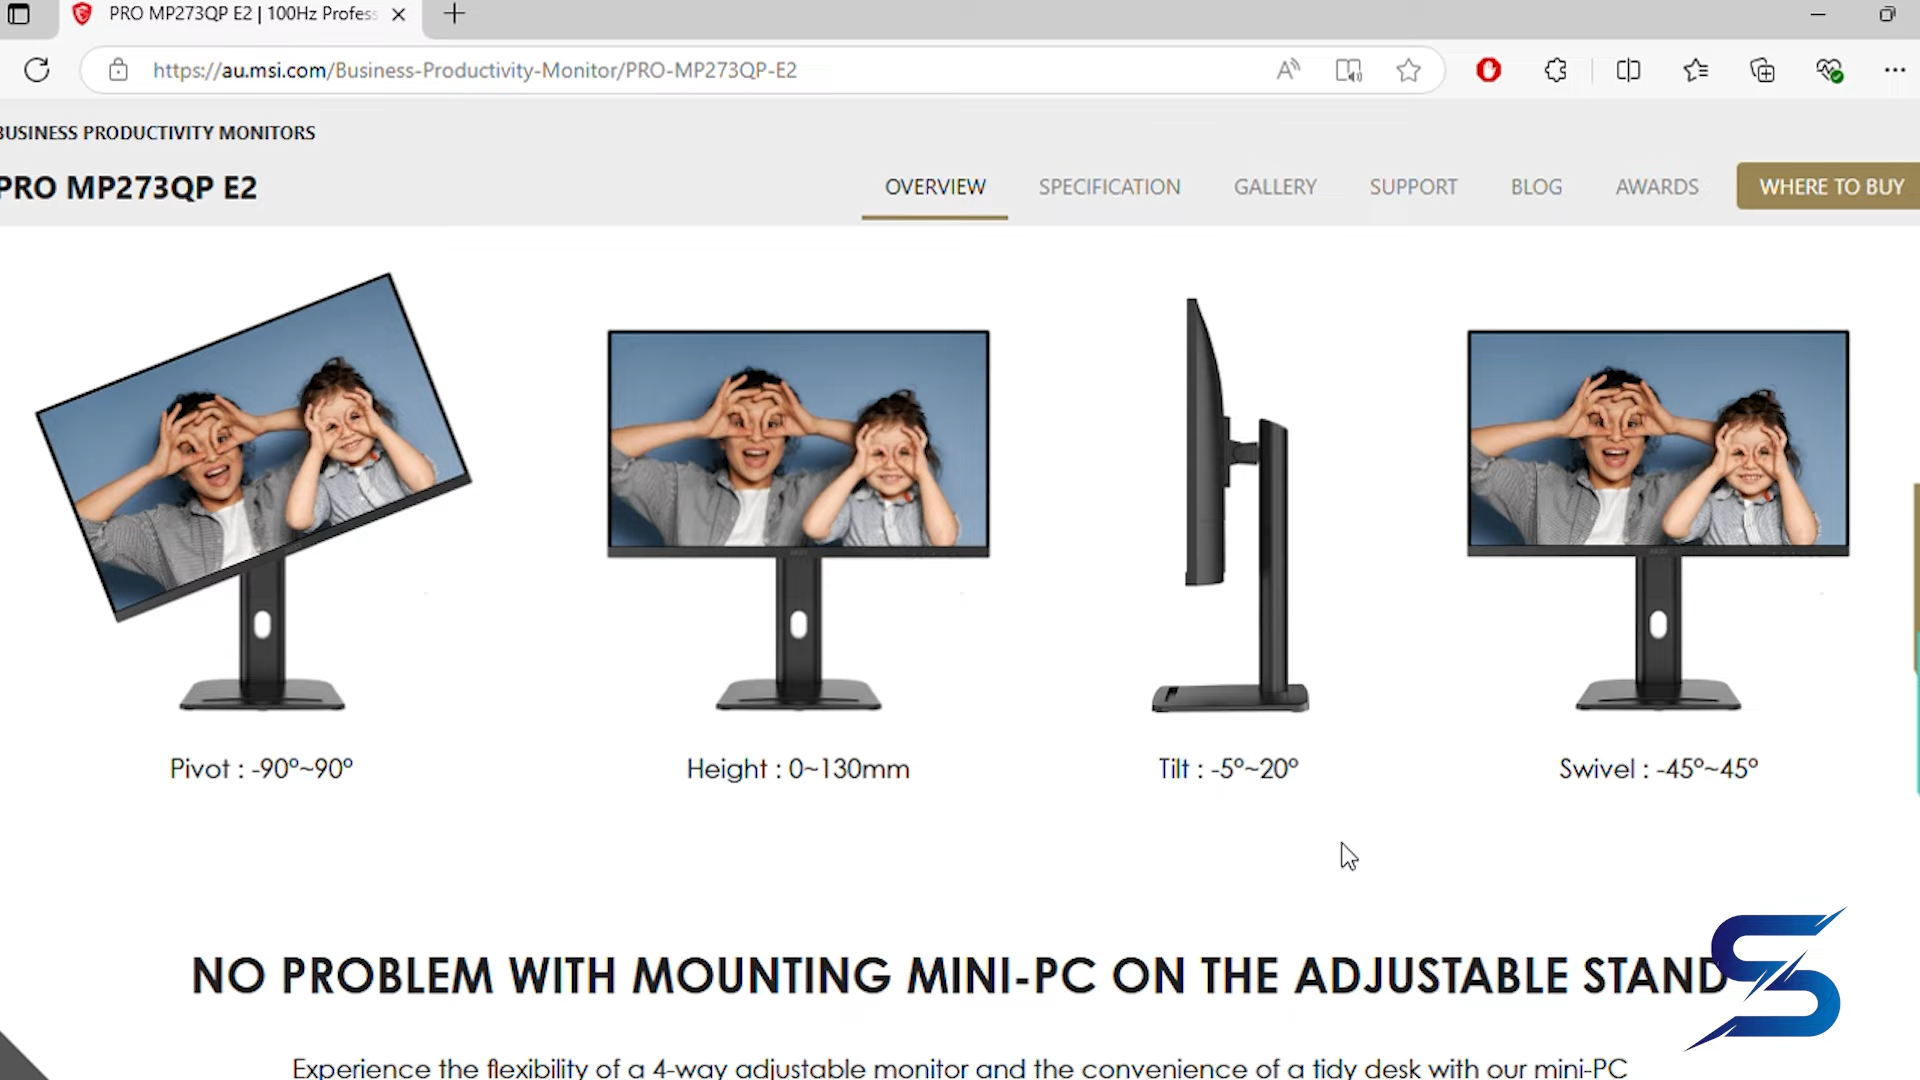 PRO MP273QP E2 | 100Hz Profess
https://au.msi.com/Business-Productivity-Monitor/PRO-MP273QP-E2
BUSINESS PRODUCTIVITY MONITORS
PRO MP273QP E2
OVERVIEW SPECIFICATION GALLERY SUPPORT BLOG AWARDS WHERE TO BUY
Pivot : -90°~90°
Height : 0~130mm
Tilt : -5°~20°
Swivel : -45°~45°
NO PROBLEM WITH MOUNTING MINI-PC ON THE ADJUSTABLE STAND
Experience the flexibility of a 4-way adjustable monitor and the convenience of a tidy desk with our mini-PC